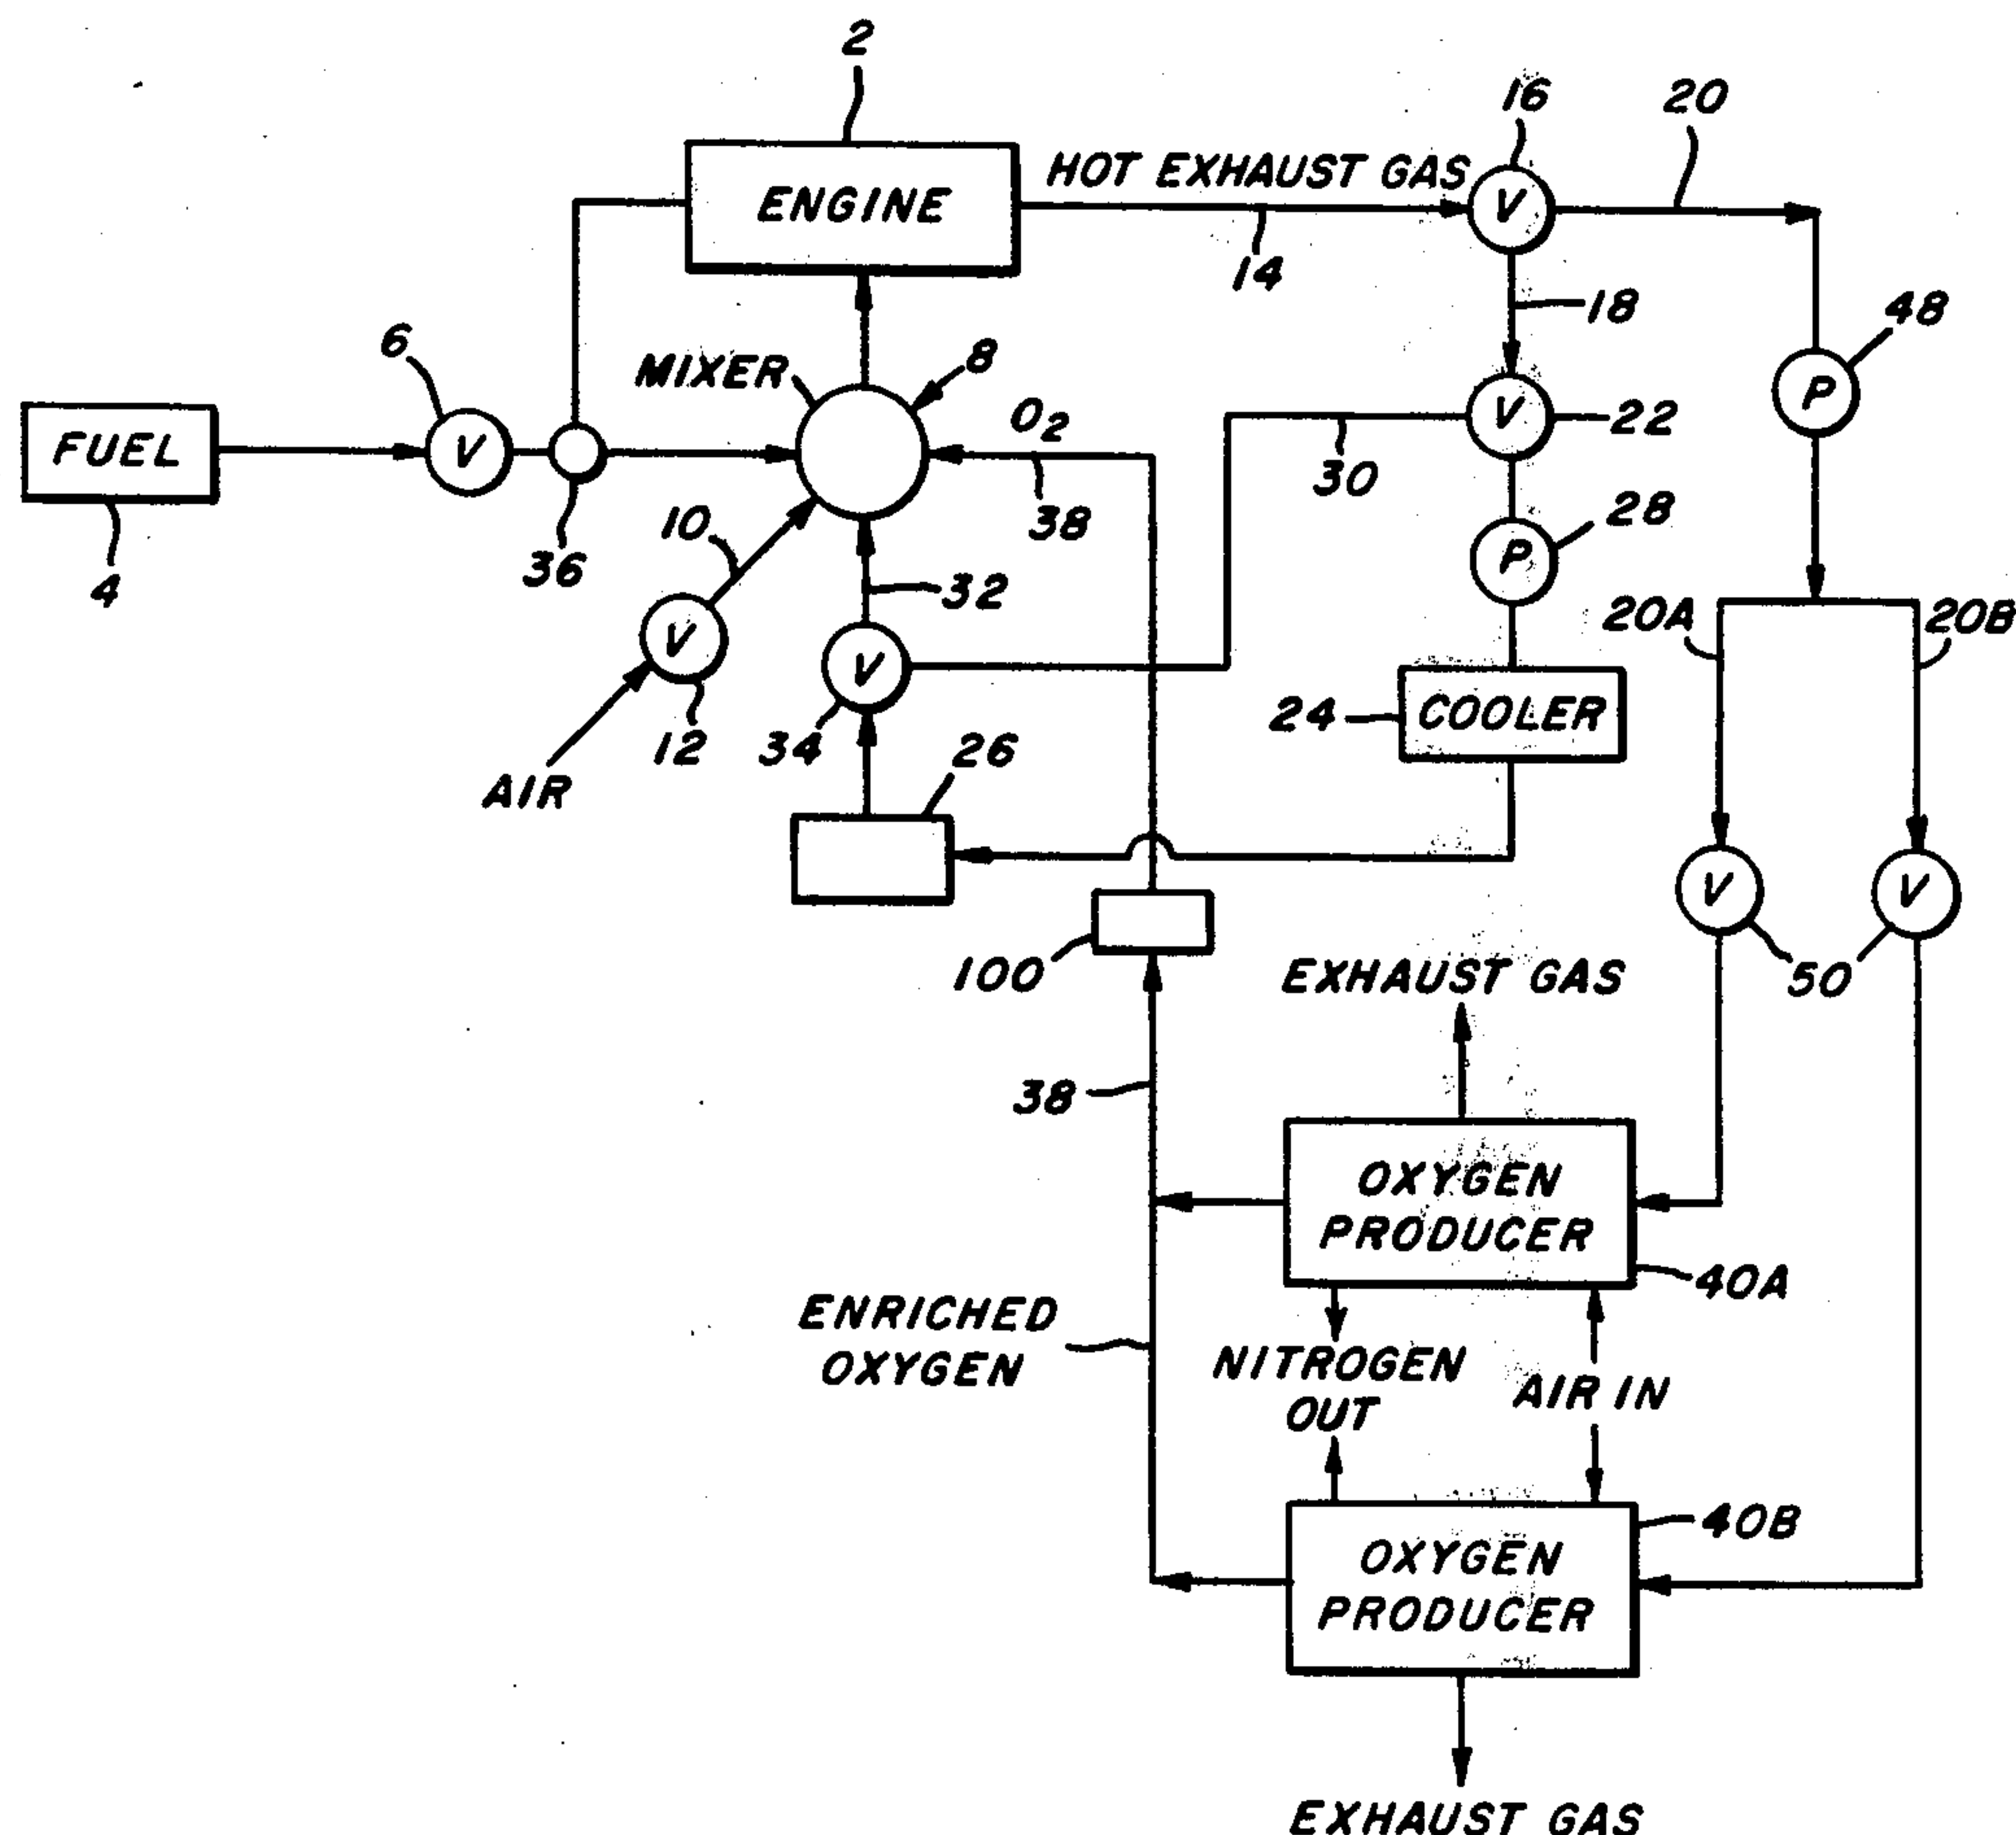 2
16
20
ENGINE
HOT EXHAUST GAS
V
14
18
48
6
MIXER
8
O2
V
22
P
FUEL
V
30
38
28
10
36
4
32
P
20A
20B
V
12
V
34
26
24
COOLER
AIR
V
V
100
EXHAUST GAS
50
38
OXYGEN
PRODUCER
40A
ENRICHED
OXYGEN
NITROGEN
OUT
AIR IN
40B
OXYGEN
PRODUCER
EXHAUST GAS